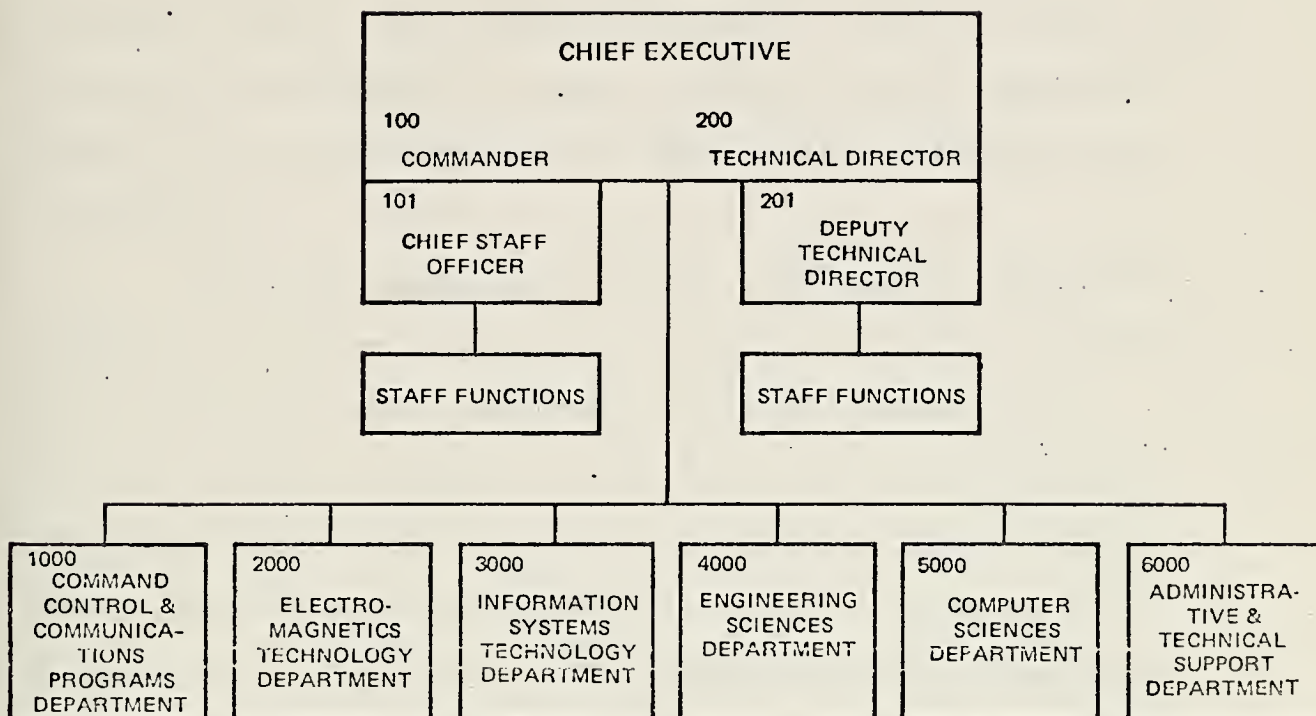 CHIEF EXECUTIVE
100
COMMANDER
200
TECHNICAL DIRECTOR
101
CHIEF STAFF
OFFICER
201
DEPUTY
TECHNICAL
DIRECTOR
STAFF FUNCTIONS
STAFF FUNCTIONS
1000
COMMAND
CONTROL &
COMMUNICA-
TIONS
PROGRAMS
DEPARTMENT
2000
ELECTRO-
MAGNETICS
TECHNOLOGY
DEPARTMENT
3000
INFORMATION
SYSTEMS
TECHNOLOGY
DEPARTMENT
4000
ENGINEERING
SCIENCES
DEPARTMENT
5000
COMPUTER
SCIENCES
DEPARTMENT
6000
ADMINISTRA-
TIVE &
TECHNICAL
SUPPORT
DEPARTMENT